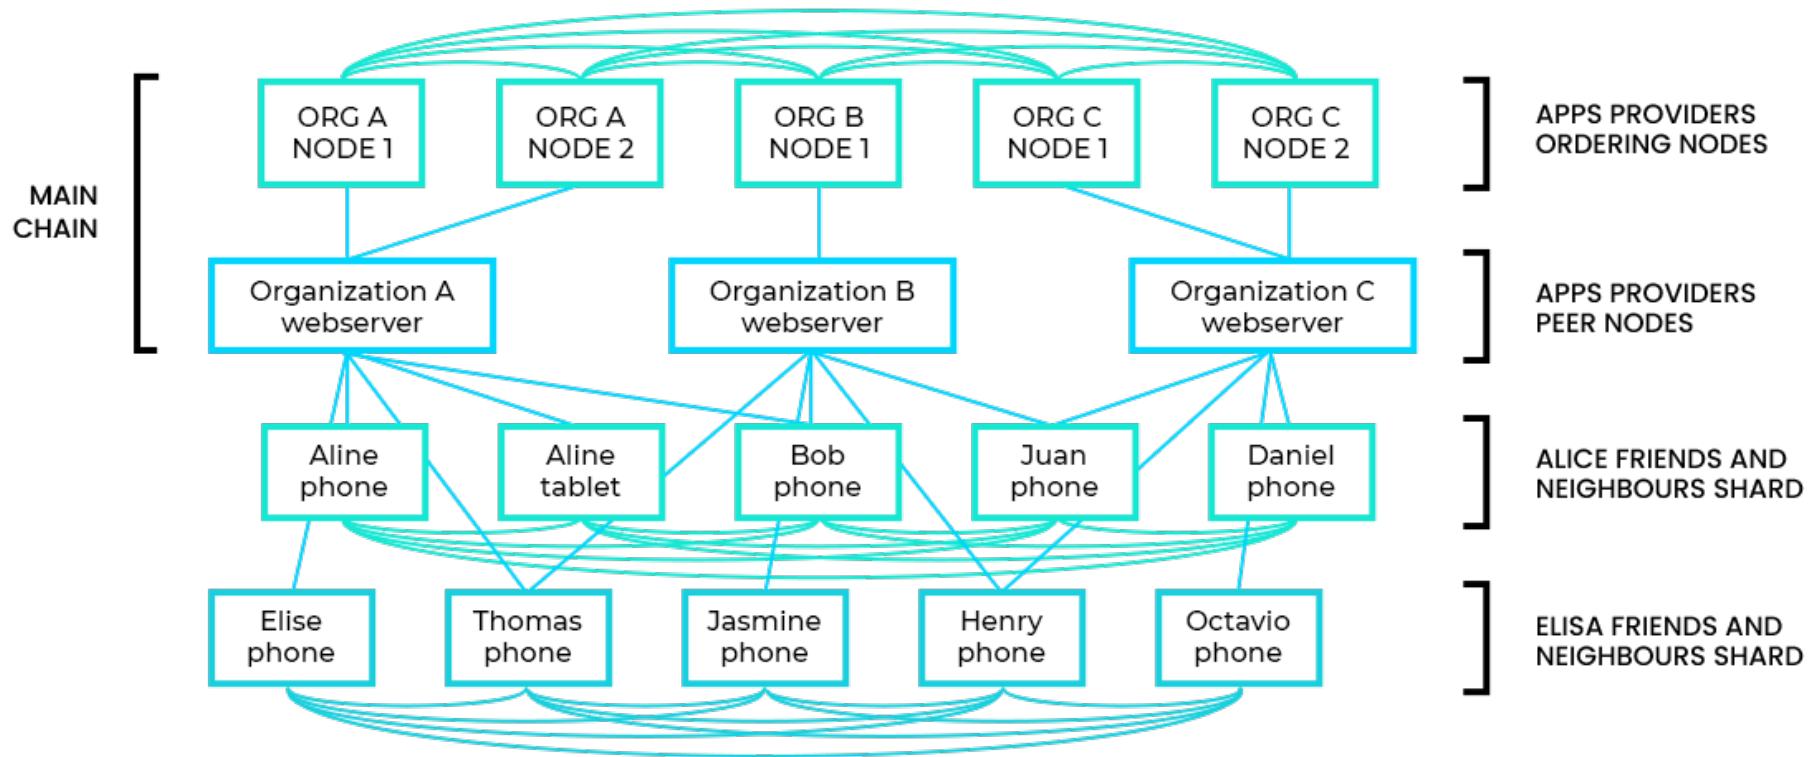 ORG A
NODE 1
ORG A
NODE 2
ORG B
NODE 1
ORG C
NODE 1
ORG C
NODE 2
APPS PROVIDERS
ORDERING NODES
MAIN
CHAIN
Organization A
webserver
Organization B
webserver
Organization C
webserver
APPS PROVIDERS
PEER NODES
Aline
phone
Aline
tablet
Bob
phone
Juan
phone
Daniel
phone
ALICE FRIENDS AND
NEIGHBOURS SHARD
Elise
phone
Thomas
phone
Jasmine
phone
Henry
phone
Octavio
phone
ELISA FRIENDS AND
NEIGHBOURS SHARD